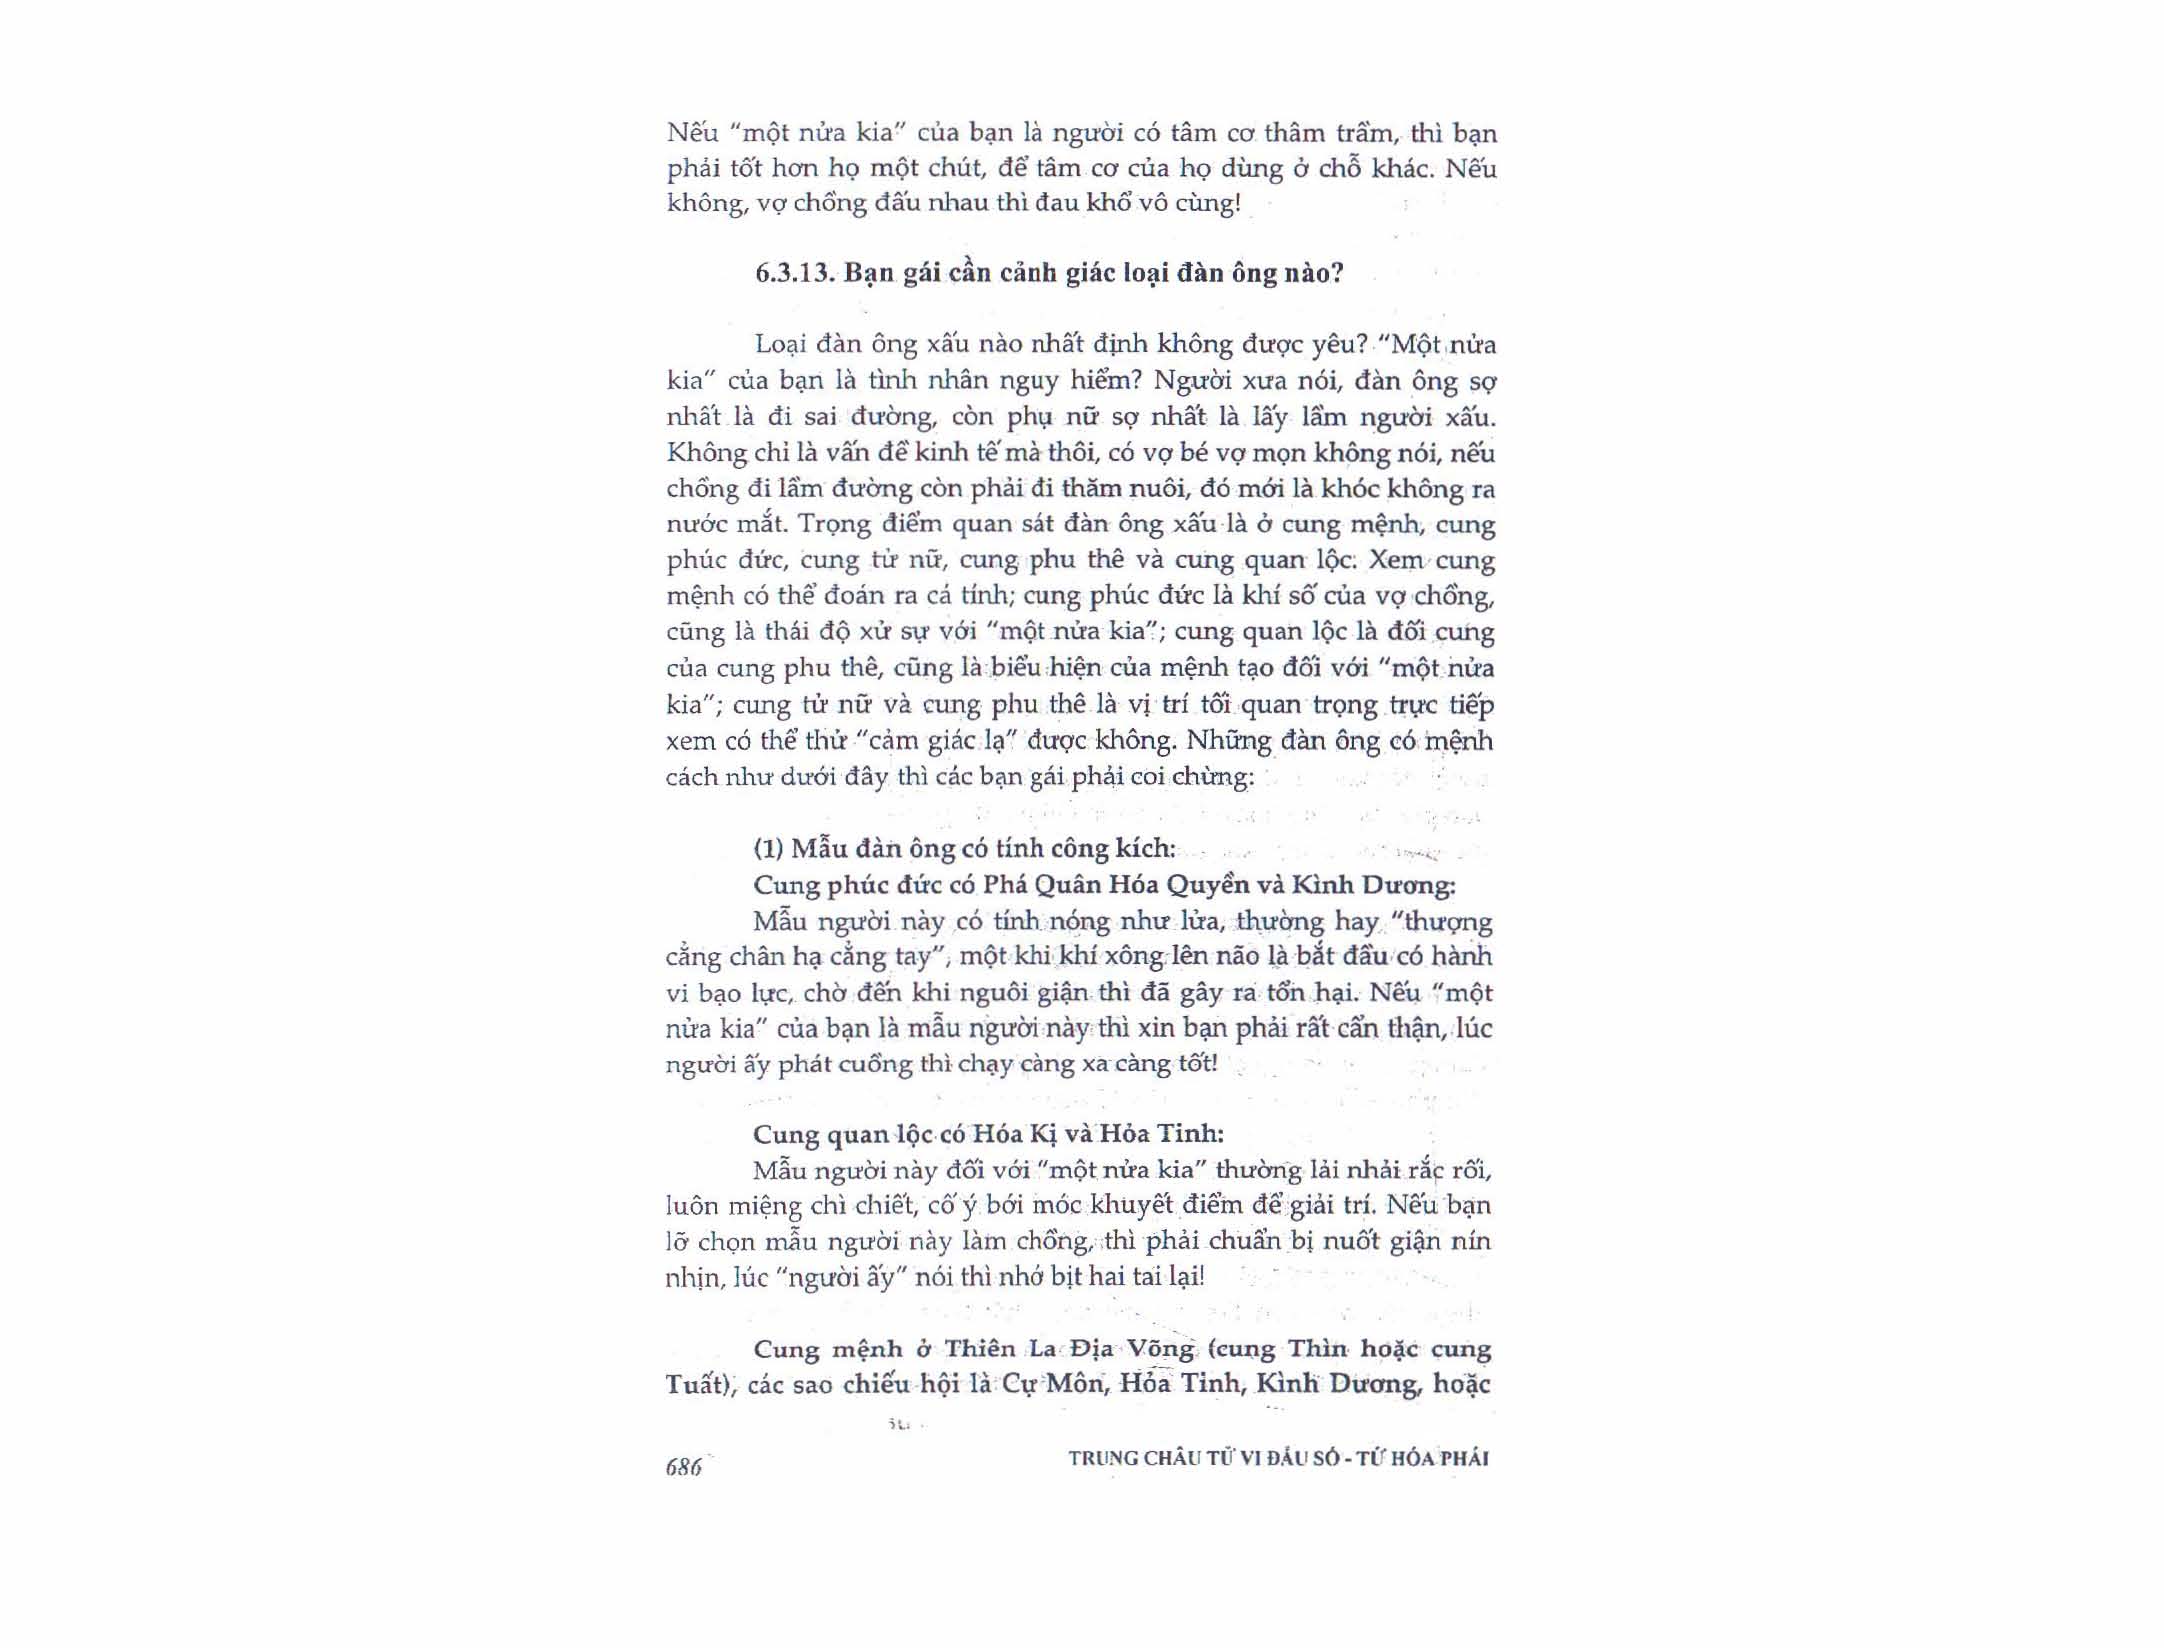 Nếu "một nửa kia" của bạn là người có tâm cơ thâm trầm, thì bạn
phải tốt hơn họ một chút, để tâm cơ của họ dùng ở chỗ khác. Nếu
không, vợ chồng đấu nhau thì đau khổ vô cùng!
6.3.13. Bạn gái cần cảnh giác loại đàn ông nào?
Loại đàn ông xấu nào nhất định không được yêu? "Một nửa
kia" của bạn là tình nhân nguy hiểm? Người xưa nói, đàn ông sợ
nhất là đi sai đường, còn phụ nữ sợ nhất là lấy lầm người xấu.
Không chỉ là vấn đề kinh tế mà thôi, có vợ bé vợ mọn không nói, nếu
chồng đi lầm đường còn phải đi thăm nuôi, đó mới là khóc không ra
nước mắt. Trọng điểm quan sát đàn ông xấu là ở cung mệnh, cung
phúc đức, cung tử nữ, cung phu thê và cung quan lộc. Xem cung
mệnh có thể đoán ra cá tính; cung phúc đức là khí số của vợ chồng,
cũng là thái độ xử sự với "một nửa kia"; cung quan lộc là đối cung
của cung phu thê, cũng là biểu hiện của mệnh tạo đối với "một nửa
kia"; cung tử nữ và cung phu thê là vị trí tối quan trọng trực tiếp
xem có thể thử "cảm giác lạ" được không. Những đàn ông có mệnh
cách như dưới đây thì các bạn gái phải coi chừng:
(1) Mẫu đàn ông có tính công kích:
Cung phúc đức có Phá Quân Hóa Quyền và Kình Dương:
Mẫu người này có tính nóng như lửa, thường hay "thượng
cẳng chân hạ cẳng tay", một khi khí xông lên não là bắt đầu có hành
vi bạo lực, chờ đến khi nguôi giận thì đã gây ra tổn hại. Nếu "một
nửa kia" của bạn là mẫu người này thì xin bạn phải rất cẩn thận, lúc
người ấy phát cuồng thì chạy càng xa càng tốt!
Cung quan lộc có Hóa Kị và Hỏa Tinh:
Mẫu người này đối với "một nửa kia" thường lải nhải rắc rối,
luôn miệng chì chiết, cố ý bới móc khuyết điểm để giải trí. Nếu bạn
lỡ chọn mẫu người này làm chồng, thì phải chuẩn bị nuốt giận nín
nhịn, lúc "người ấy" nói thì nhớ bịt hai tai lại!
Cung mệnh ở Thiên La Địa Võng (cung Thìn hoặc cung
Tuất), các sao chiếu hội là Cự Môn, Hỏa Tinh, Kình Dương, hoặc
686
TRUNG CHÂU TỬ VI ĐẨU SỐ - TỨ HÓA PHÁI